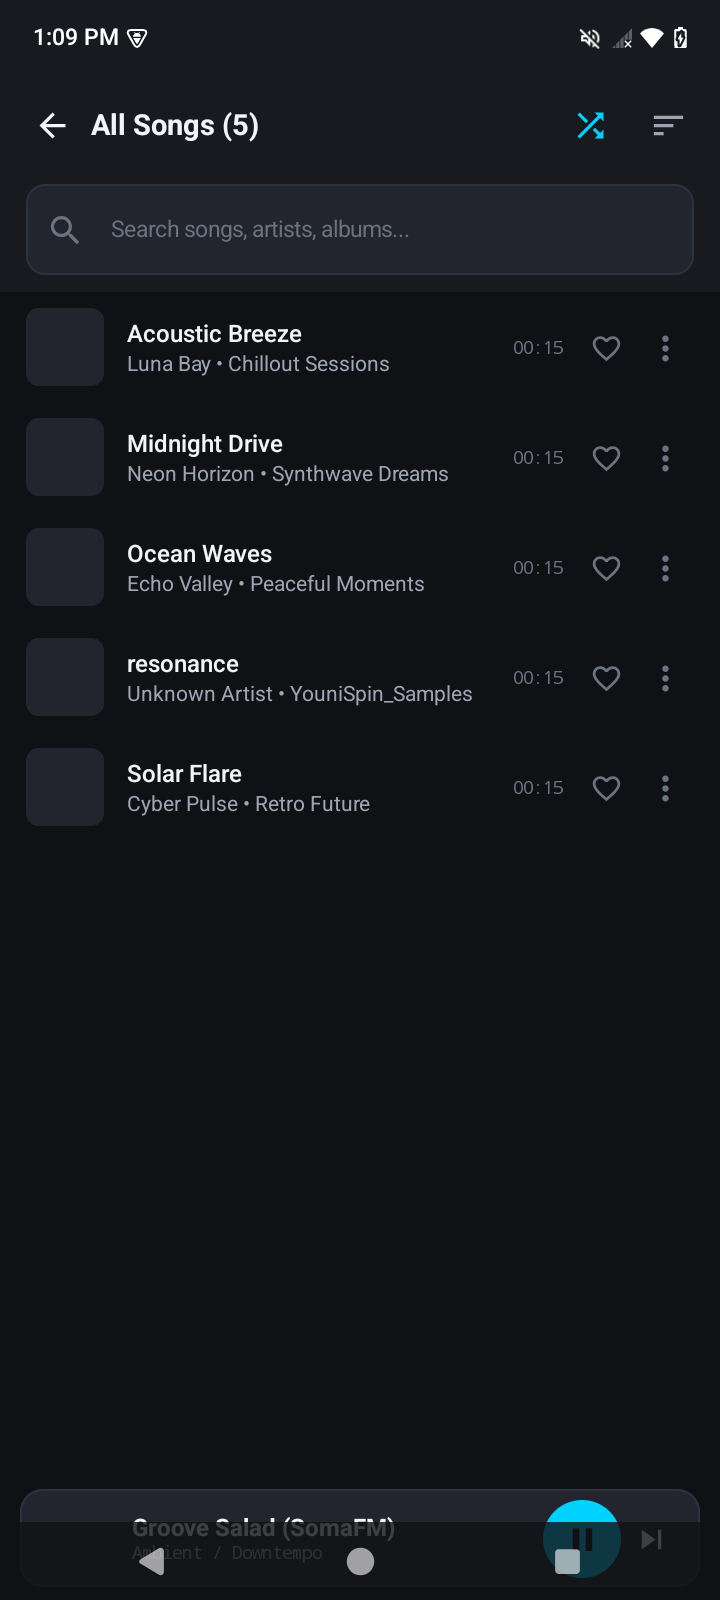 1:09 PM
All Songs (5)
Search songs, artists, albums...
Acoustic Breeze
Luna Bay • Chillout Sessions
00:15
Midnight Drive
Neon Horizon • Synthwave Dreams
00:15
Ocean Waves
Echo Valley • Peaceful Moments
00:15
resonance
Unknown Artist • YouniSpin_Samples
00:15
Solar Flare
Cyber Pulse • Retro Future
00:15
Groove Salad (SomaFM)
Ambient / Downtempo